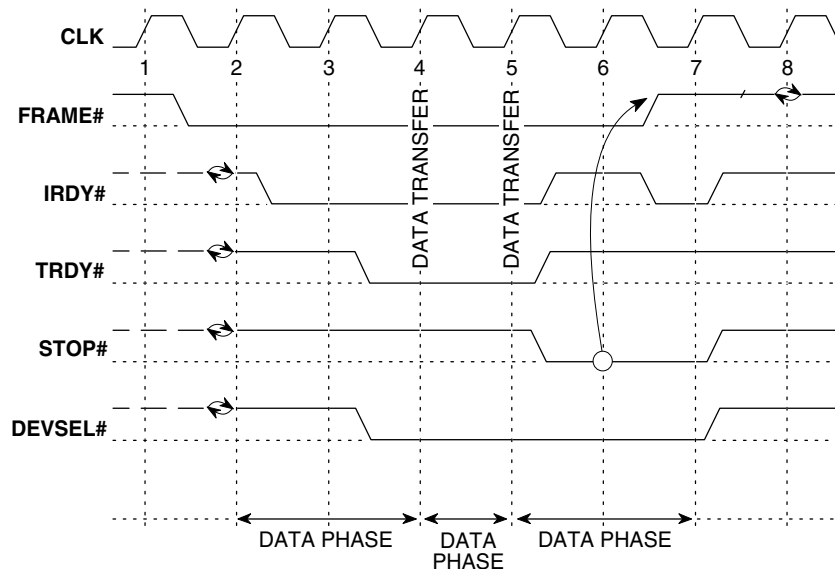 CLK
1 2 3 4 5 6 7 8
FRAME#
IRDY#
TRDY#
STOP#
DEVSEL#
DATA TRANSFER
DATA TRANSFER
DATA PHASE
DATA
PHASE
DATA PHASE